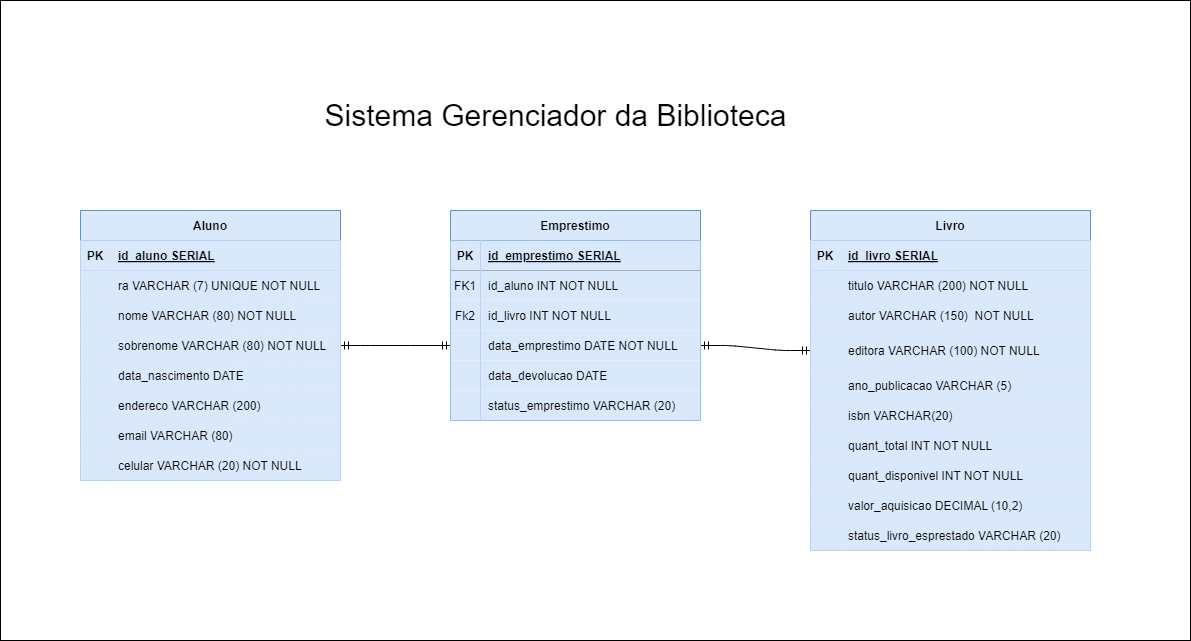 Sistema Gerenciador da Biblioteca
Aluno
PK id_aluno SERIAL
ra VARCHAR (7) UNIQUE NOT NULL
nome VARCHAR (80) NOT NULL
sobrenome VARCHAR (80) NOT NULL
data_nascimento DATE
endereco VARCHAR (200)
email VARCHAR (80)
celular VARCHAR (20) NOT NULL
Emprestimo
PK id_emprestimo SERIAL
FK1 id_aluno INT NOT NULL
Fk2 id_livro INT NOT NULL
data_emprestimo DATE NOT NULL
data_devolucao DATE
status_emprestimo VARCHAR (20)
Livro
PK id_livro SERIAL
titulo VARCHAR (200) NOT NULL
autor VARCHAR (150) NOT NULL
editora VARCHAR (100) NOT NULL
ano_publicacao VARCHAR (5)
isbn VARCHAR(20)
quant_total INT NOT NULL
quant_disponivel INT NOT NULL
valor_aquisicao DECIMAL (10,2)
status_livro_esprestado VARCHAR (20)